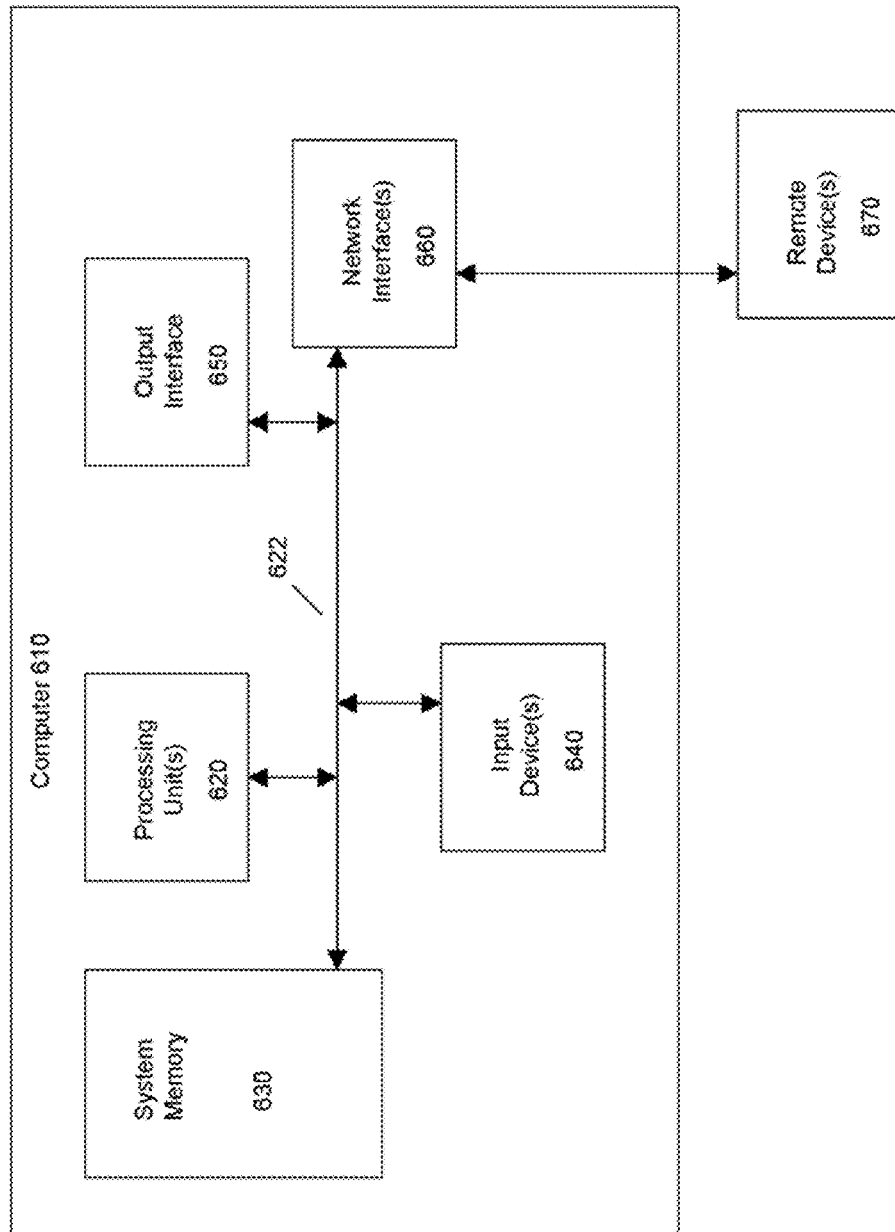 Computer 610
System
Memory
630
Processing
Unit(s)
620
622
Output
Interface
650
Input
Device(s)
640
Network
Interface(s)
660
Remote
Device(s)
670